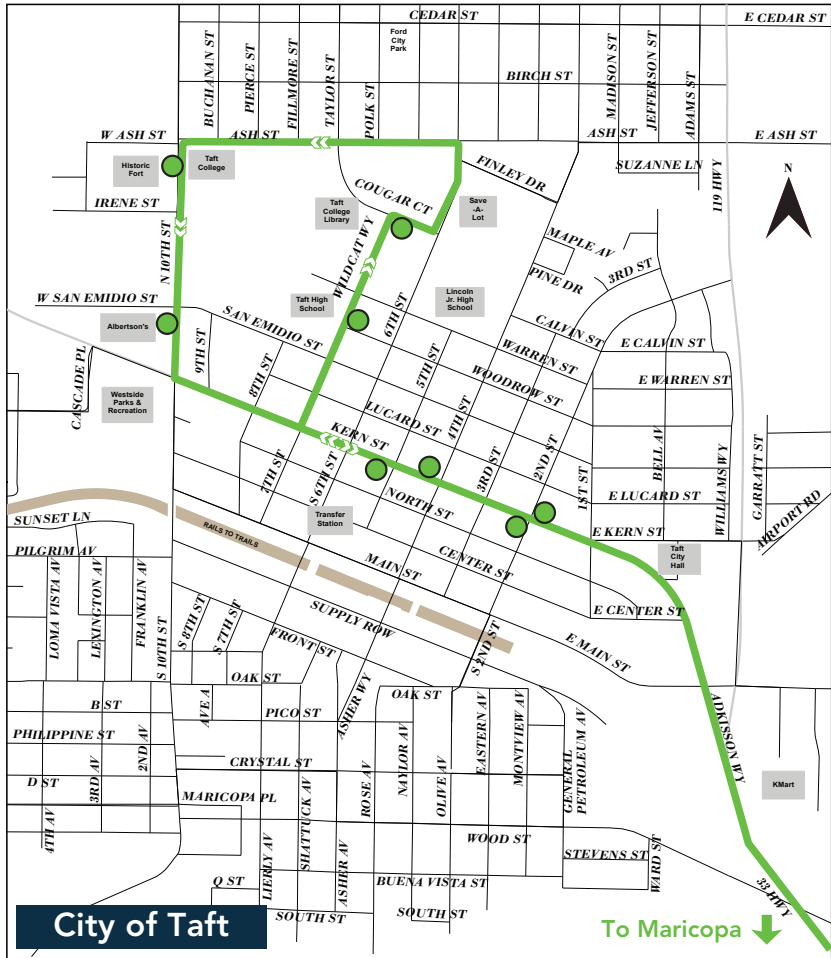 CEDAR ST
E CEDAR ST
BUCHANAN ST
PIERCE ST
FILLMORE ST
TAYLOR ST
POLK ST
Ford
City
Park
BIRCH ST
MADISON ST
JEFFERSON ST
ADAMS ST
W ASH ST
ASH ST
ASH ST
E ASH ST
Historic
Fort
Taft
College
FINLEY DR
SUZANNE LN
119 HWY
N
IRENE ST
COUGAR CT
Taft
College
Library
Save
-A-
Lot
N 10TH ST
WILDCAT WY
MAPLE AV
3RD ST
PINE DR
W SAN EMIDIO ST
Taft High
School
6TH ST
Lincoln
Jr. High
School
Albertson's
SAN EMIDIO ST
CALVIN ST
E CALVIN ST
CASCADE PL
9TH ST
8TH ST
5TH ST
WARREN ST
WOODROW ST
E WARREN ST
Westside
Parks &
Recreation
LUCARD ST
4TH ST
KERN ST
7TH ST
S 6TH ST
3RD ST
2ND ST
1ST ST
BELL AV
WILLIAMS WY
GARRATT ST
AIRPORT RD
NORTH ST
E LUCARD ST
SUNSET LN
Transfer
Station
E KERN ST
RAILS TO TRAILS
PILGRIM AV
MAIN ST
CENTER ST
Taft
City
Hall
LOMA VISTA AV
LEXINGTON AV
FRANKLIN AV
S 10TH ST
S 8TH ST
S 7TH ST
SUPPLY ROW
E CENTER ST
FRONT ST
S 2ND ST
E MAIN ST
OAK ST
OAK ST
B ST
AVE A
PICO ST
ASHER WY
ADKISSON WY
PHILIPPINE ST
3RD AV
2ND AV
CRYSTAL ST
ROSE AV
NAYLOR AV
OLIVE AV
EASTERN AV
MONTVIEW AV
GENERAL
PETROLEUM AV
KMart
D ST
MARICOPA PL
4TH AV
LIERLY AV
SHATTUCK AV
ASHER AV
WOOD ST
STEVENS ST
WARD ST
Q ST
BUENA VISTA ST
SOUTH ST
SOUTH ST
33 HWY
City of Taft
To Maricopa